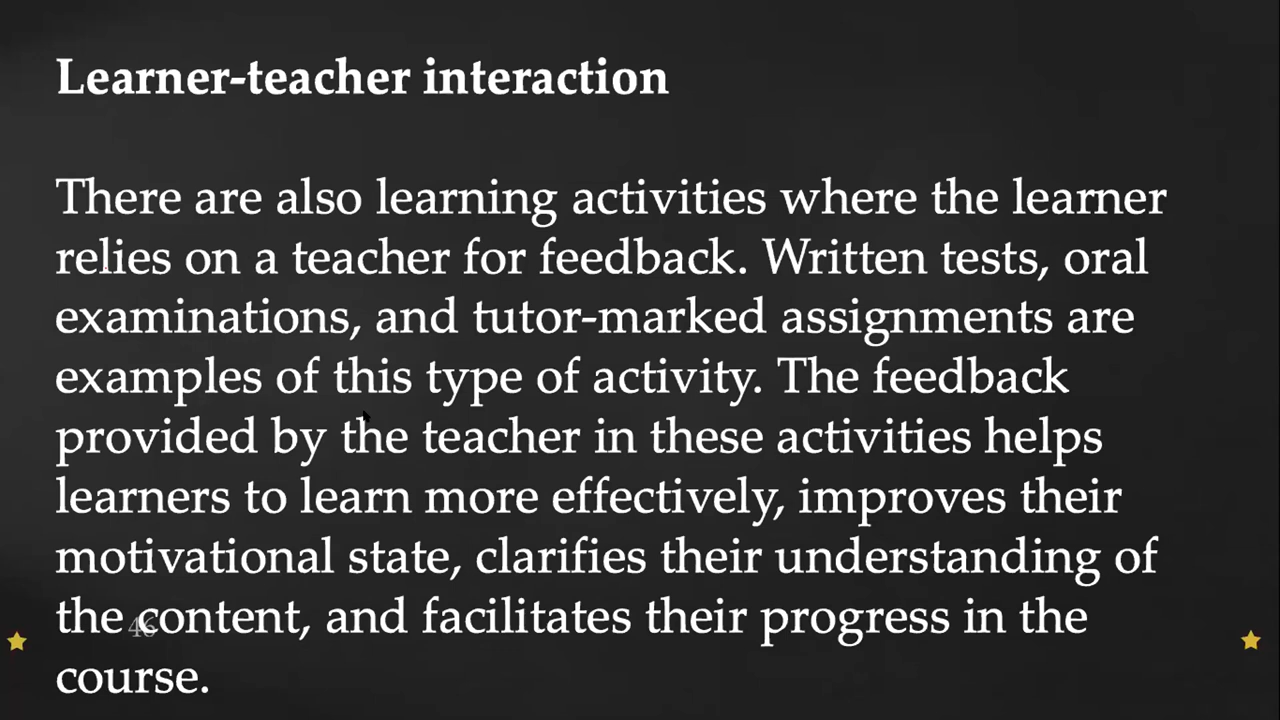 Learner-teacher interaction
There are also learning activities where the learner
relies on a teacher for feedback. Written tests, oral
examinations, and tutor-marked assignments are
examples of this type of activity. The feedback
provided by the teacher in these activities helps
learners to learn more effectively, improves their
motivational state, clarifies their understanding of
the content, and facilitates their progress in the
46
course.